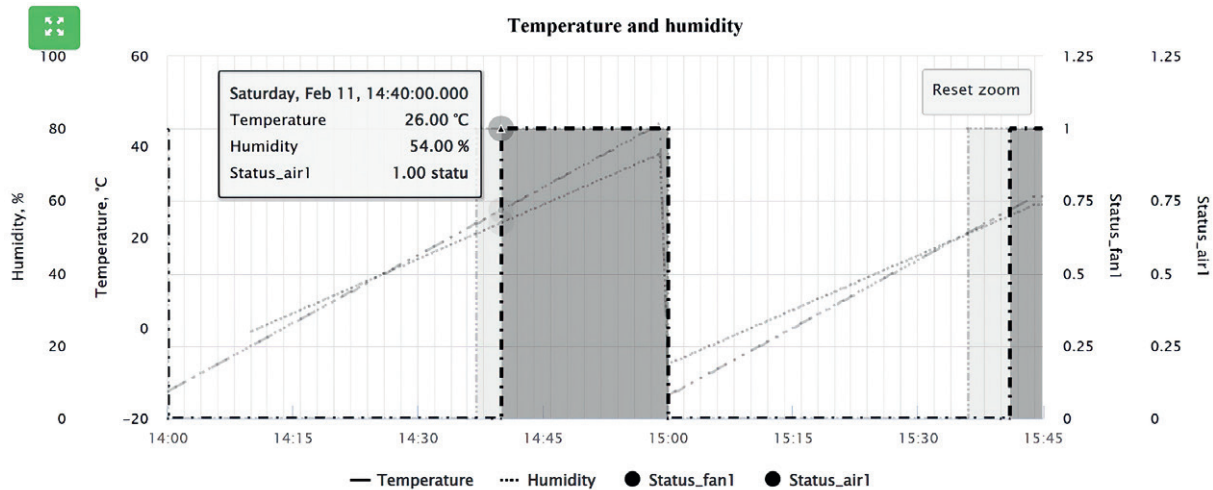 Temperature and humidity
100
80
60
40
20
0
Humidity, %
60
40
20
0
−20
Temperature, °C
Saturday, Feb 11, 14:40:00.000
Temperature 26.00 °C
Humidity 54.00 %
Status_air1 1.00 statu
Reset zoom
1.25
1
0.75
0.5
0.25
0
Status_fan1
1.25
1
0.75
0.5
0.25
0
Status_air1
14:00 14:15 14:30 14:45 15:00 15:15 15:30 15:45
Temperature Humidity Status_fan1 Status_air1